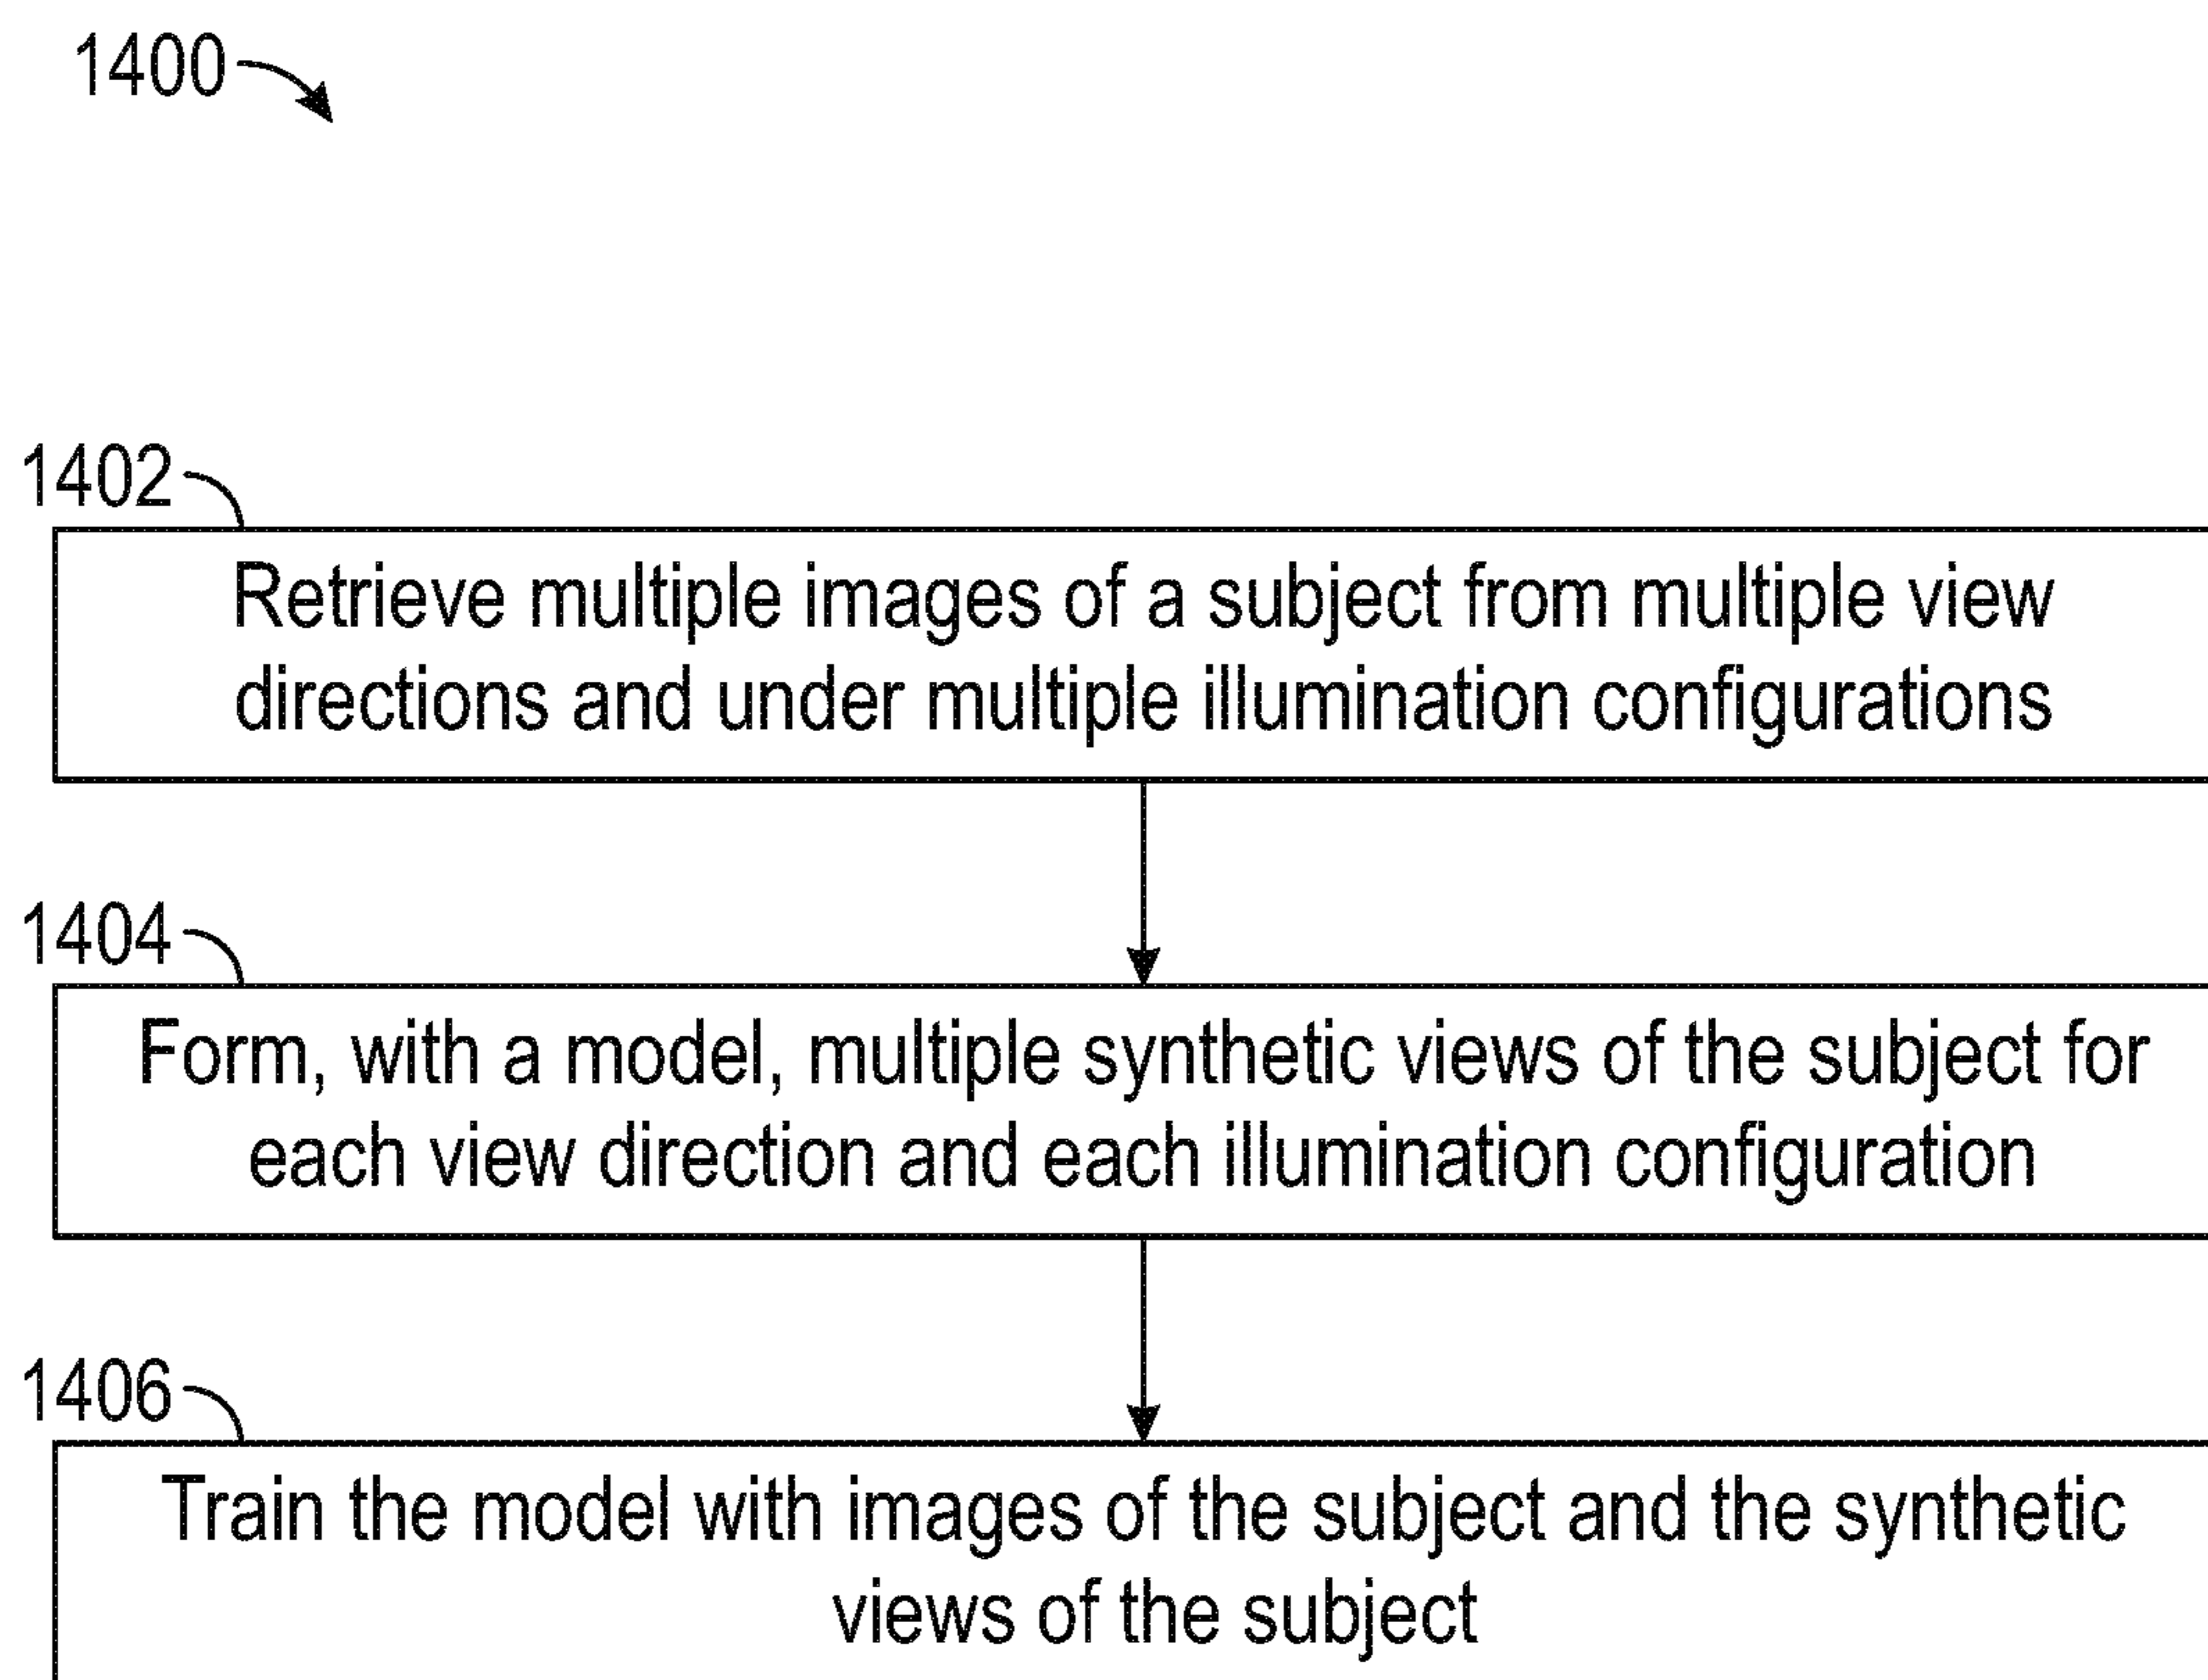 1400
1402
Retrieve multiple images of a subject from multiple view
directions and under multiple illumination configurations
1404
Form, with a model, multiple synthetic views of the subject for
each view direction and each illumination configuration
1406
Train the model with images of the subject and the synthetic
views of the subject